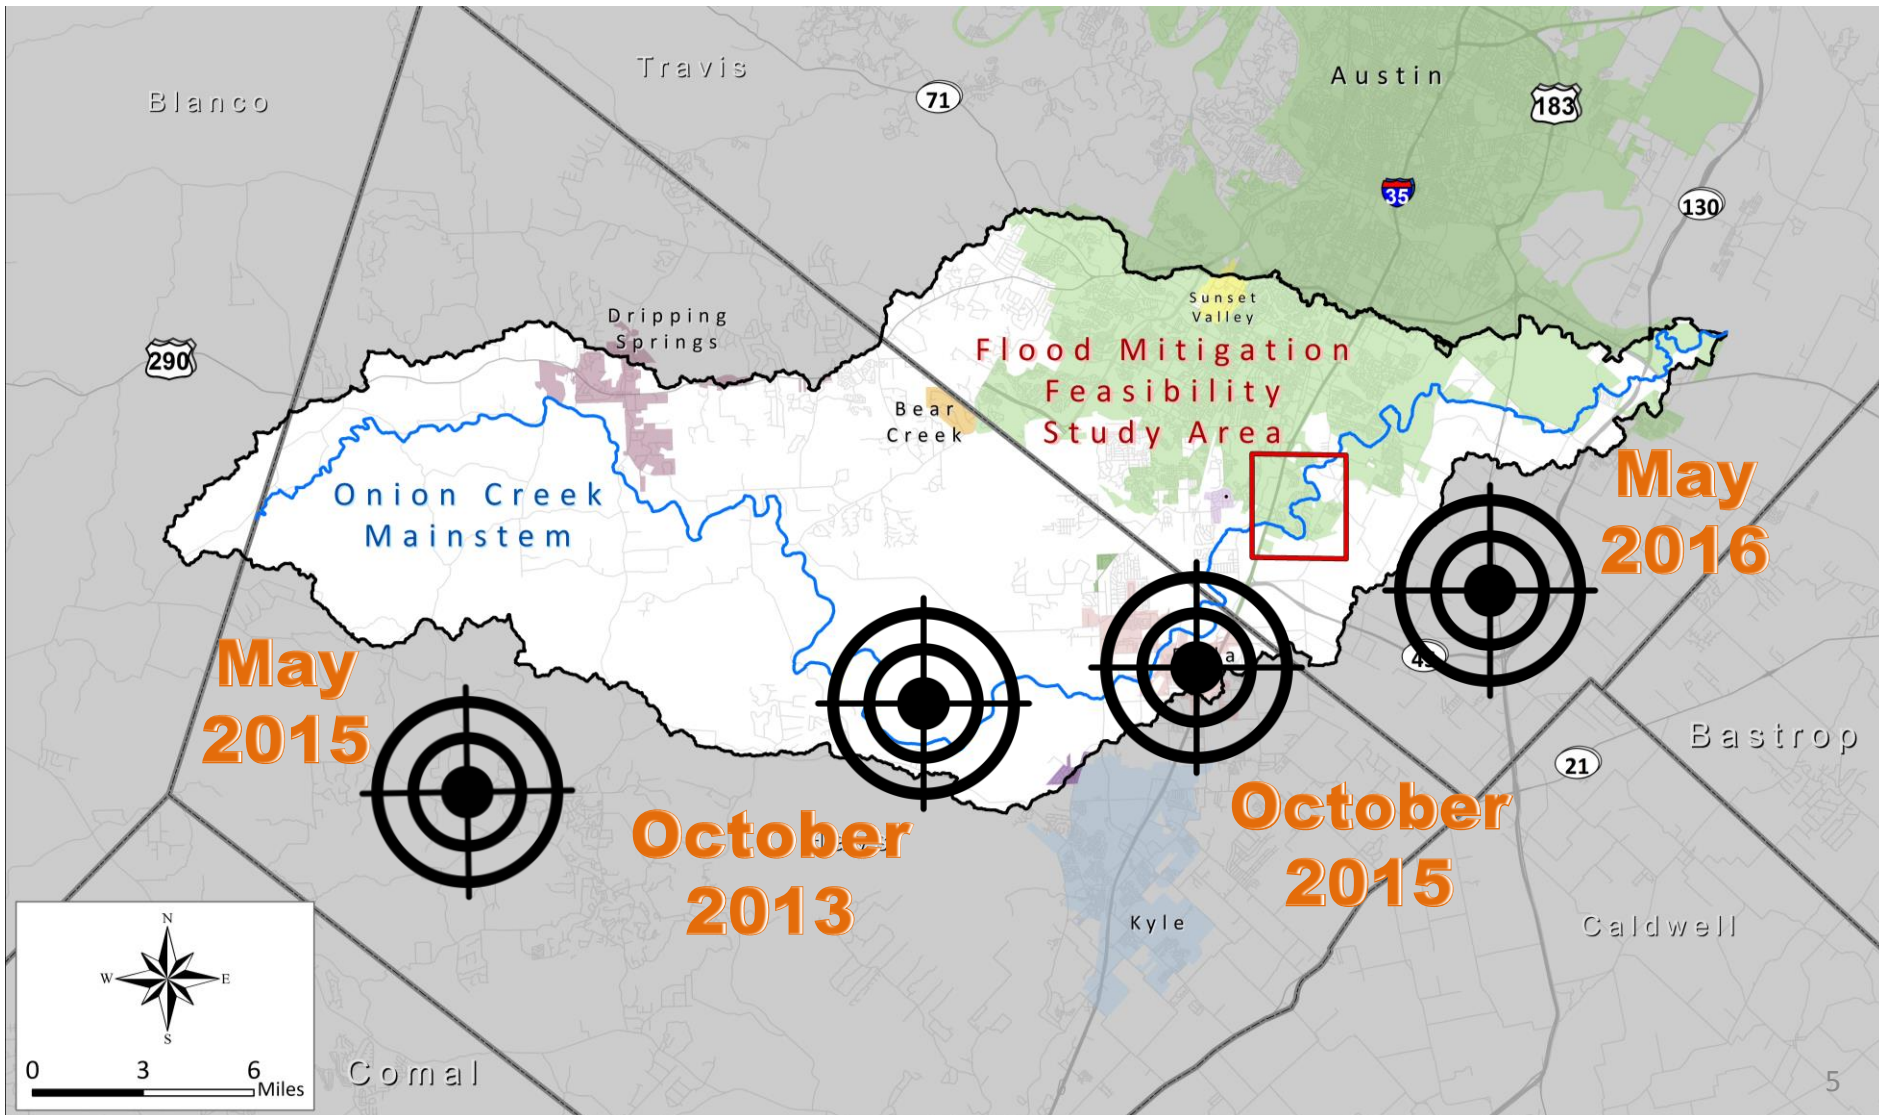 Travis
Austin
Blanco
71
183
35
130
Dripping
Springs
Sunset
Valley
290
Flood Mitigation
Feasibility
Study Area
Bear
Creek
Onion Creek
Mainstem
May
2016
May
2015
45
Bastrop
21
October
2013
October
2015
Kyle
Caldwell
N
W
E
S
0
3
6
Miles
Comal
5